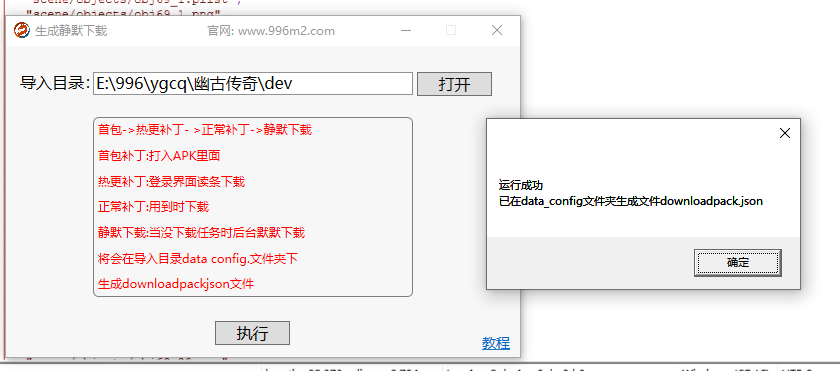 "scene/objects/obj69_1.plist",
"scene/objects/obj69_1.png"
生成静默下载 官网: www.996m2.com
导入目录: E:\996\ygcq\幽古传奇\dev 打开
首包->热更补丁- >正常补丁->静默下载
首包补丁:打入APK里面
热更补丁:登录界面读条下载
正常补丁:用到时下载
静默下载:当没下载任务时后台默默下载
将会在导入目录data config.文件夹下
生成downloadpackjson文件
执行
教程
运行成功
已在data_config文件夹生成文件downloadpack.json
确定